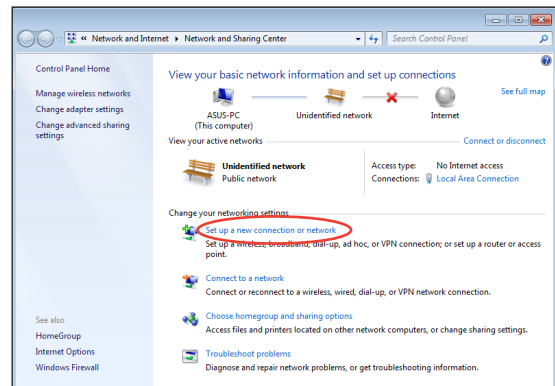 « Network and Internet ▸ Network and Sharing Center
Search Control Panel
Control Panel Home
Manage wireless networks
Change adapter settings
Change advanced sharing
settings
See also
HomeGroup
Internet Options
Windows Firewall
View your basic network information and set up connections
See full map
ASUS-PC
(This computer)
Unidentified network
Internet
View your active networks
Connect or disconnect
Unidentified network
Public network
Access type: No Internet access
Connections: Local Area Connection
Change your networking settings
Set up a new connection or network
Set up a wireless, broadband, dial-up, ad hoc, or VPN connection; or set up a router or access
point.
Connect to a network
Connect or reconnect to a wireless, wired, dial-up, or VPN network connection.
Choose homegroup and sharing options
Access files and printers located on other network computers, or change sharing settings.
Troubleshoot problems
Diagnose and repair network problems, or get troubleshooting information.